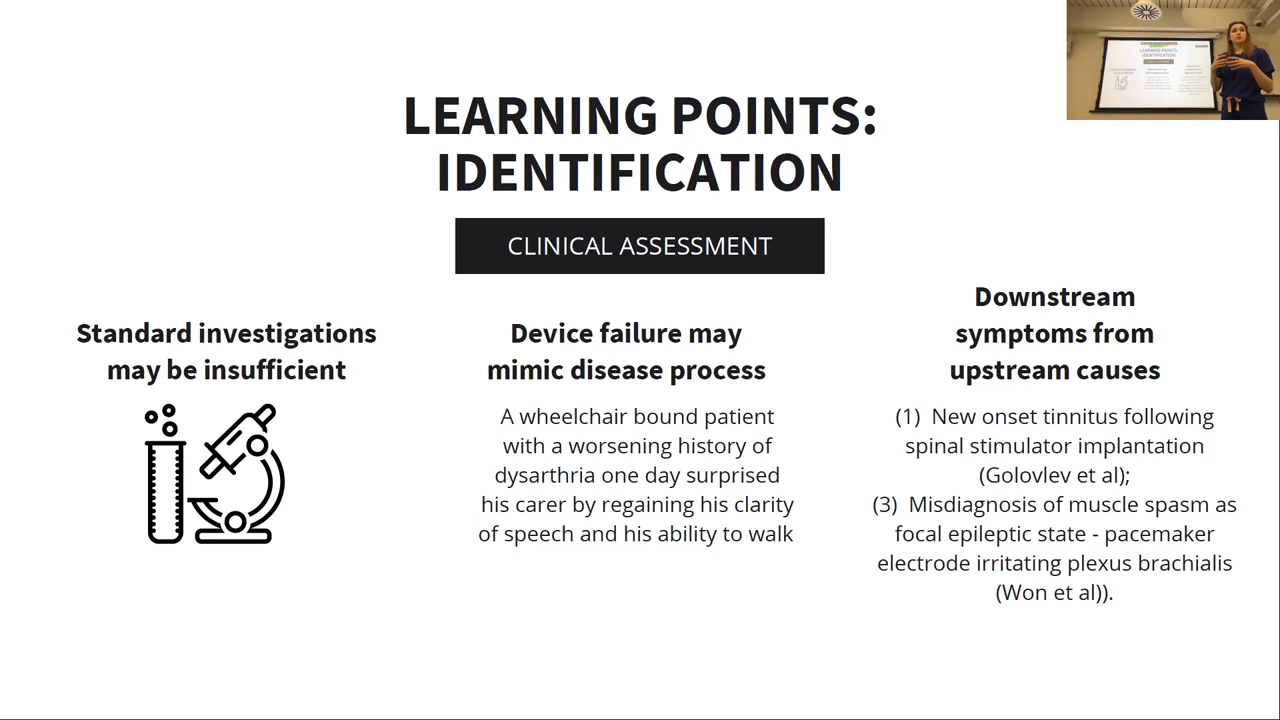 LEARNING POINTS:
IDENTIFICATION
CLINICAL ASSESSMENT
Standard investigations
may be insufficient
Device failure may
mimic disease process
A wheelchair bound patient
with a worsening history of
dysarthria one day surprised
his carer by regaining his clarity
of speech and his ability to walk
Downstream
symptoms from
upstream causes
(1)  New onset tinnitus following
spinal stimulator implantation
(Golovlev et al);
(3)  Misdiagnosis of muscle spasm as
focal epileptic state - pacemaker
electrode irritating plexus brachialis
(Won et al)).
LEARNING POINTS:
IDENTIFICATION